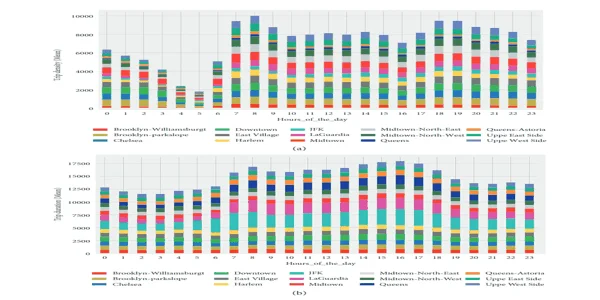 10000
8000
6000
4000
2000
0
Trip density (Mean)
0 1 2 3 4 5 6 7 8 9 10 11 12 13 14 15 16 17 18 19 20 21 22 23
Hours_of_the_day
Brooklyn-Williamsburgt Downtowen JFK Midtown-North-East Queens-Astoria
Brooklyn-parkslope East Village LaGuardia Midtown-North-West Uppe East Side
Chelsea Harlem Midtown Queens Uppe West Side
(a)
17500
15000
12500
10000
7500
5000
2500
0
Trip duration (Mean)
0 1 2 3 4 5 6 7 8 9 10 11 12 13 14 15 16 17 18 19 20 21 22 23
Hours_of_the_day
Brooklyn-Williamsburgt Downtowen JFK Midtown-North-East Queens-Astoria
Brooklyn-parkslope East Village LaGuardia Midtown-North-West Uppe East Side
Chelsea Harlem Midtown Queens Uppe West Side
(b)